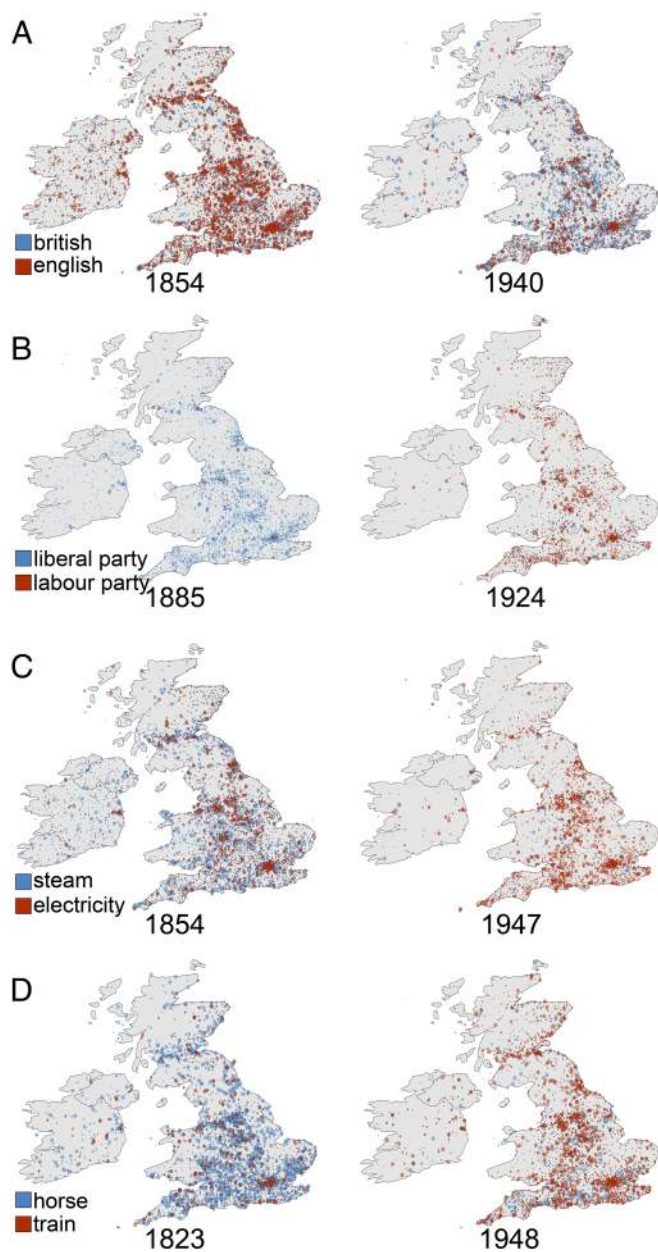 A
british
english
1854
1940
B
liberal party
labour party
1885
1924
C
steam
electricity
1854
1947
D
horse
train
1823
1948